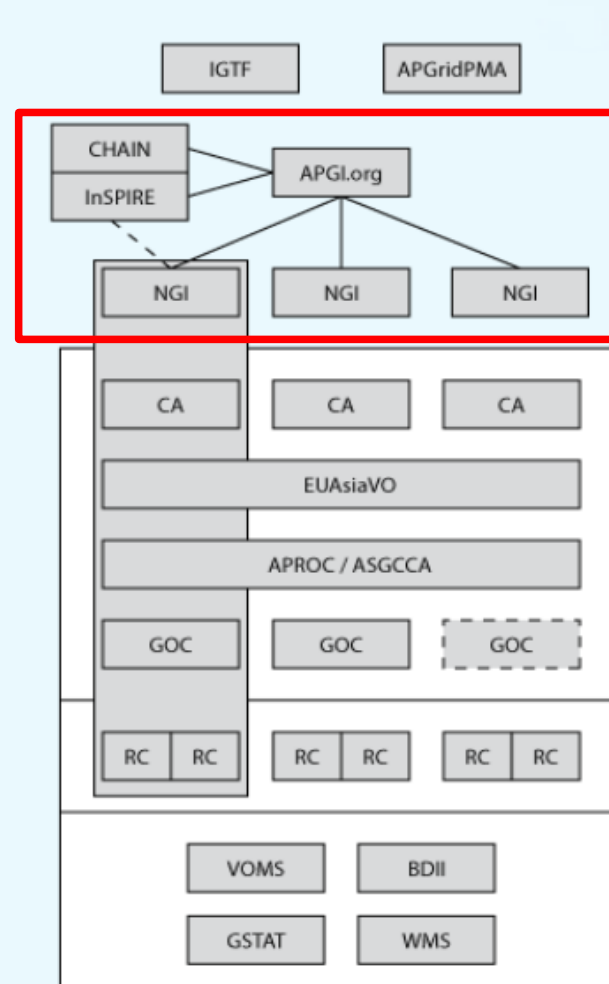 IGTF APGridPMA
CHAIN
APGI.org
InSPIRE
NGI NGI NGI
CA CA CA
EUAsiaVO
APROC / ASGCCA
GOC GOC GOC
RC RC RC RC RC RC
VOMS BDII
GSTAT WMS